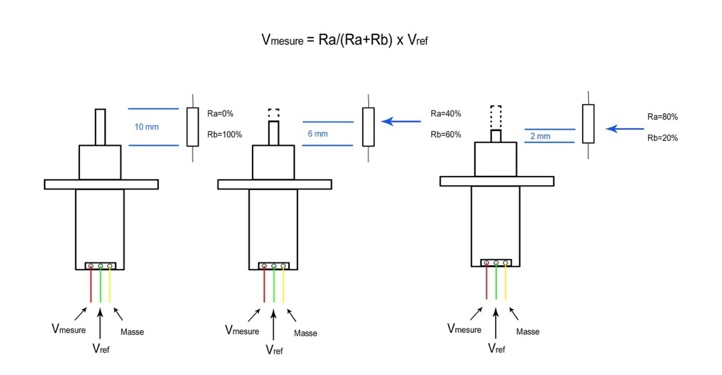 Vmesure = Ra/(Ra+Rb) x Vref
10 mm
Ra=0%
Rb=100%
6 mm
Ra=40%
Rb=60%
2 mm
Ra=80%
Rb=20%
Vmesure
Masse
Vref
Vmesure
Masse
Vref
Vmesure
Masse
Vref